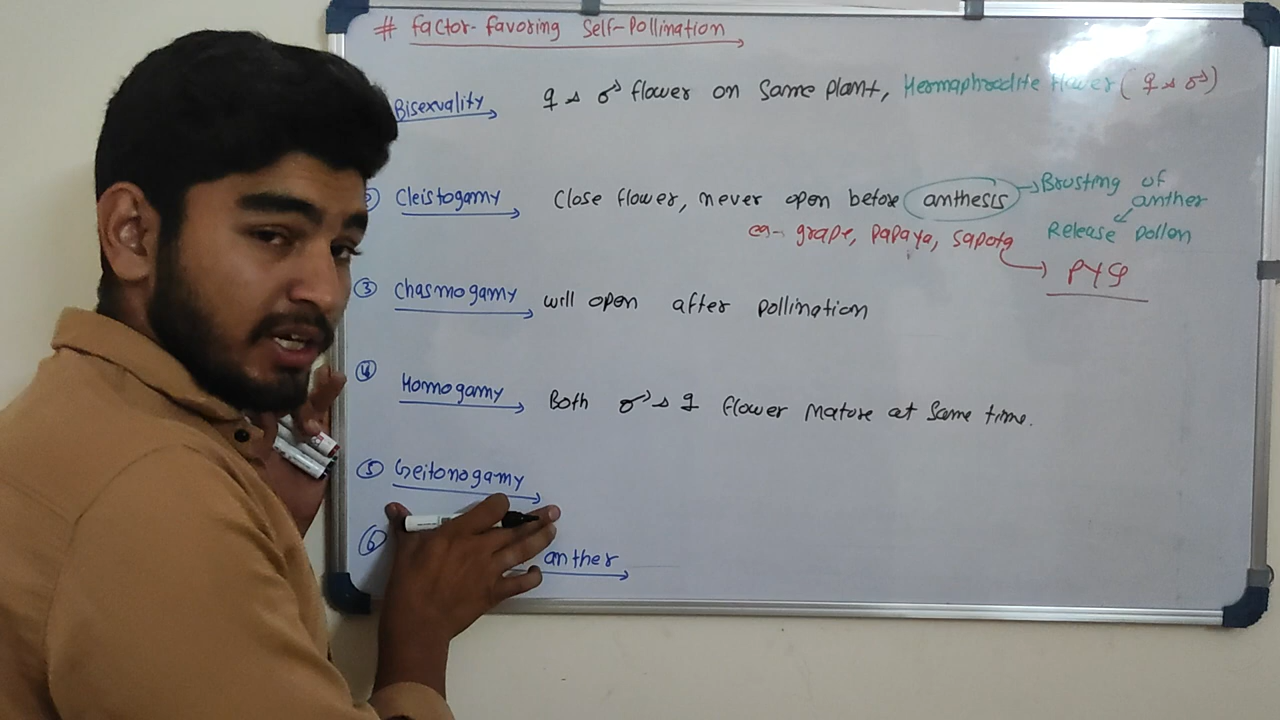 # factor-favoring Self-Pollination
Bisexuality ♀ & ♂ flower on Same plant, Hermaphrodite flower ( ♀ & ♂ )
② Cleistogamy Close flower, never open before anthesis → Brusting of anther
eg- grape, Papaya, Sapota → PYQ Release pollen
③ chasmogamy will open after pollination
④ Homogamy Both ♂ & ♀ flower mature at Same time.
⑤ Geitonogamy
⑥ anther